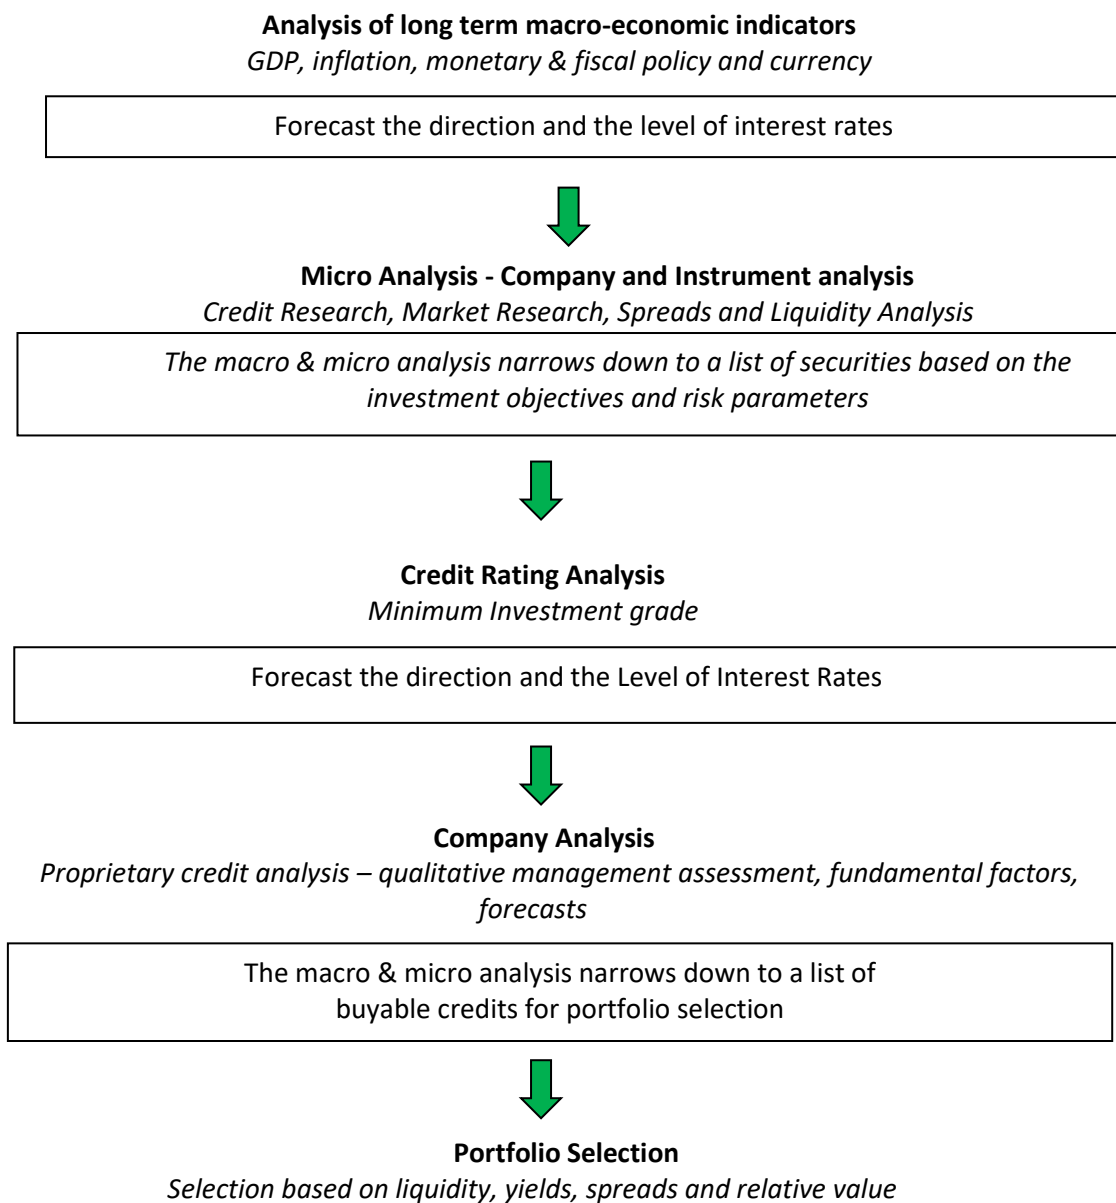 Analysis of long term macro-economic indicators
GDP, inflation, monetary & fiscal policy and currency
Forecast the direction and the level of interest rates
Micro Analysis - Company and Instrument analysis
Credit Research, Market Research, Spreads and Liquidity Analysis
The macro & micro analysis narrows down to a list of securities based on the
investment objectives and risk parameters
Credit Rating Analysis
Minimum Investment grade
Forecast the direction and the Level of Interest Rates
Company Analysis
Proprietary credit analysis – qualitative management assessment, fundamental factors,
forecasts
The macro & micro analysis narrows down to a list of
buyable credits for portfolio selection
Portfolio Selection
Selection based on liquidity, yields, spreads and relative value